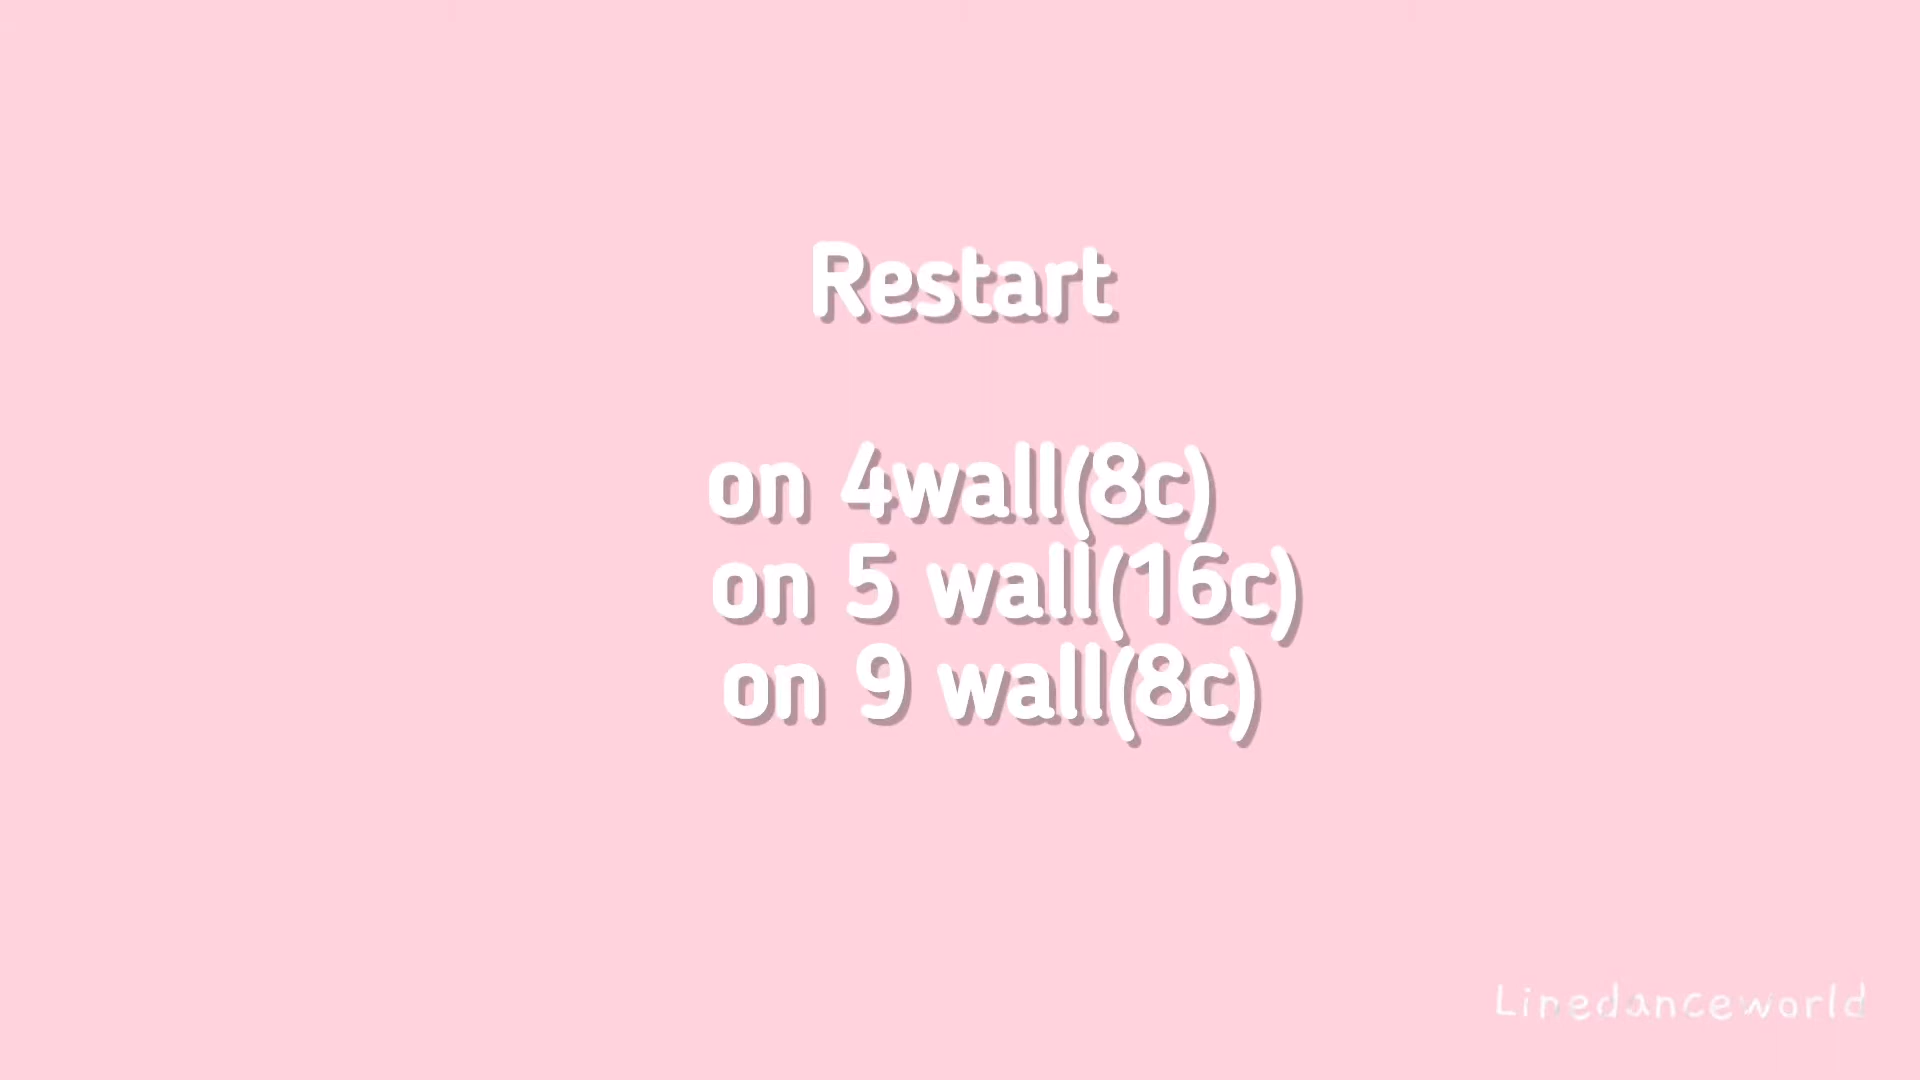 Restart
on 4wall(8c)
on 5 wall(16c)
on 9 wall(8c)
Linedanceworld